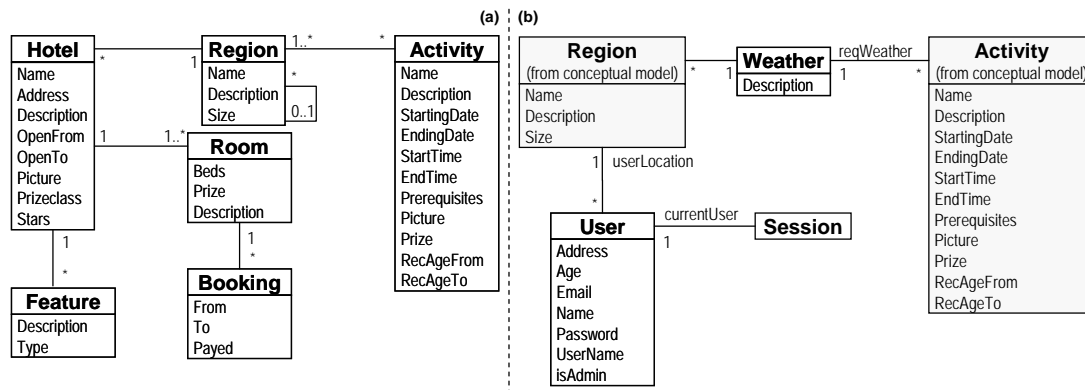 (a)
Hotel
Name
Address
Description
OpenFrom
OpenTo
Picture
Prizeclass
Stars
*
1
Region
Name
Description
Size
*
0..1
1..*
*
Activity
Name
Description
StartingDate
EndingDate
StartTime
EndTime
Prerequisites
Picture
Prize
RecAgeFrom
RecAgeTo
1
1..*
Room
Beds
Prize
Description
1
*
Booking
From
To
Payed
1
*
Feature
Description
Type
(b)
Region
(from conceptual model)
Name
Description
Size
*
1
Weather
Description
reqWeather
1
*
Activity
(from conceptual model)
Name
Description
StartingDate
EndingDate
StartTime
EndTime
Prerequisites
Picture
Prize
RecAgeFrom
RecAgeTo
1
userLocation
*
User
Address
Age
Email
Name
Password
UserName
isAdmin
currentUser
1
Session